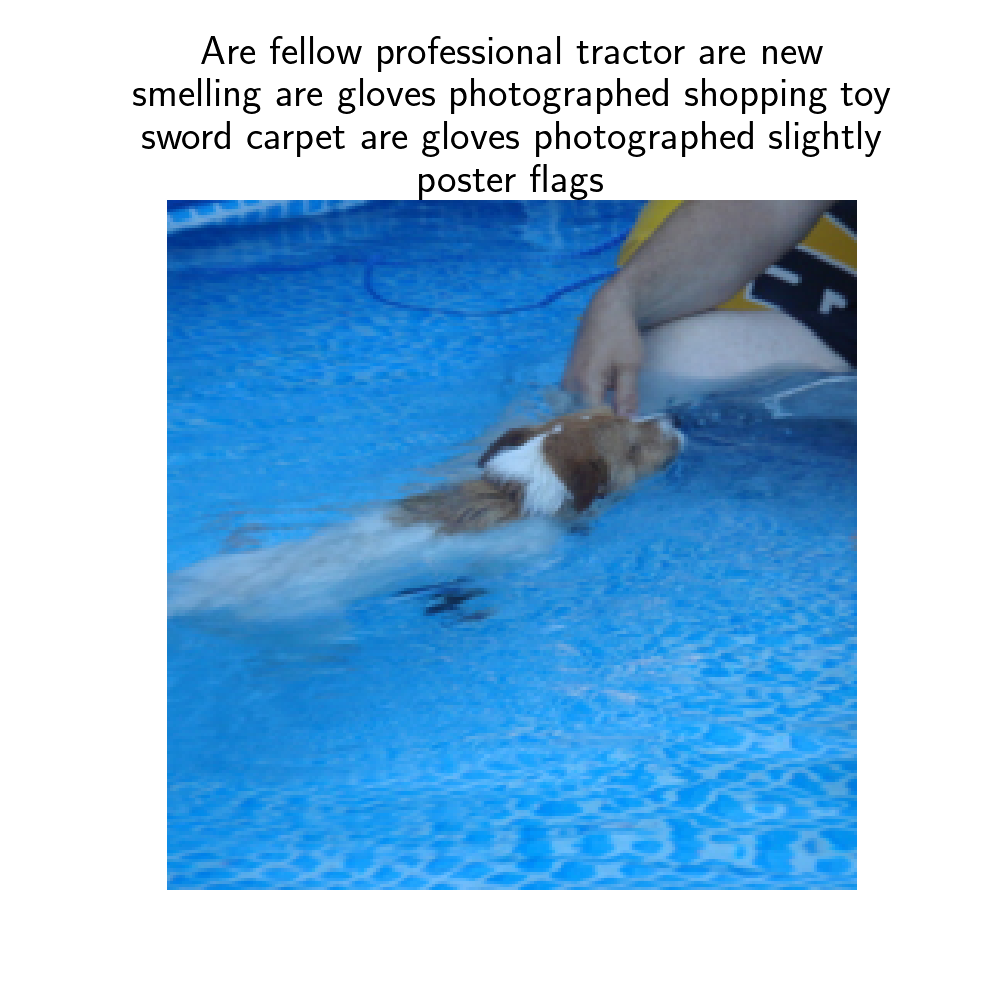 Are fellow professional tractor are new
smelling are gloves photographed shopping toy
sword carpet are gloves photographed slightly
poster flags